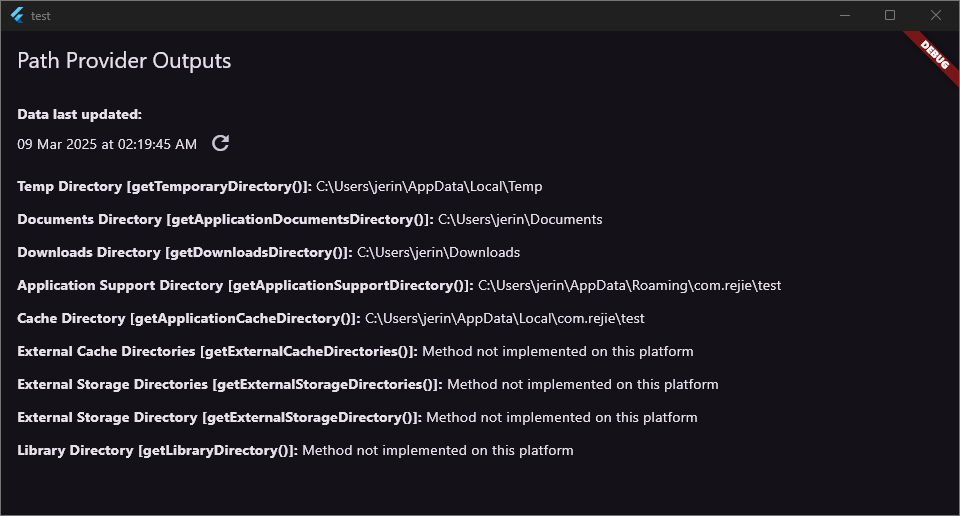 test
DEBUG
Path Provider Outputs
Data last updated:
09 Mar 2025 at 02:19:45 AM
Temp Directory [getTemporaryDirectory()]: C:\Users\jerin\AppData\Local\Temp
Documents Directory [getApplicationDocumentsDirectory()]: C:\Users\jerin\Documents
Downloads Directory [getDownloadsDirectory()]: C:\Users\jerin\Downloads
Application Support Directory [getApplicationSupportDirectory()]: C:\Users\jerin\AppData\Roaming\com.rejie\test
Cache Directory [getApplicationCacheDirectory()]: C:\Users\jerin\AppData\Local\com.rejie\test
External Cache Directories [getExternalCacheDirectories()]: Method not implemented on this platform
External Storage Directories [getExternalStorageDirectories()]: Method not implemented on this platform
External Storage Directory [getExternalStorageDirectory()]: Method not implemented on this platform
Library Directory [getLibraryDirectory()]: Method not implemented on this platform